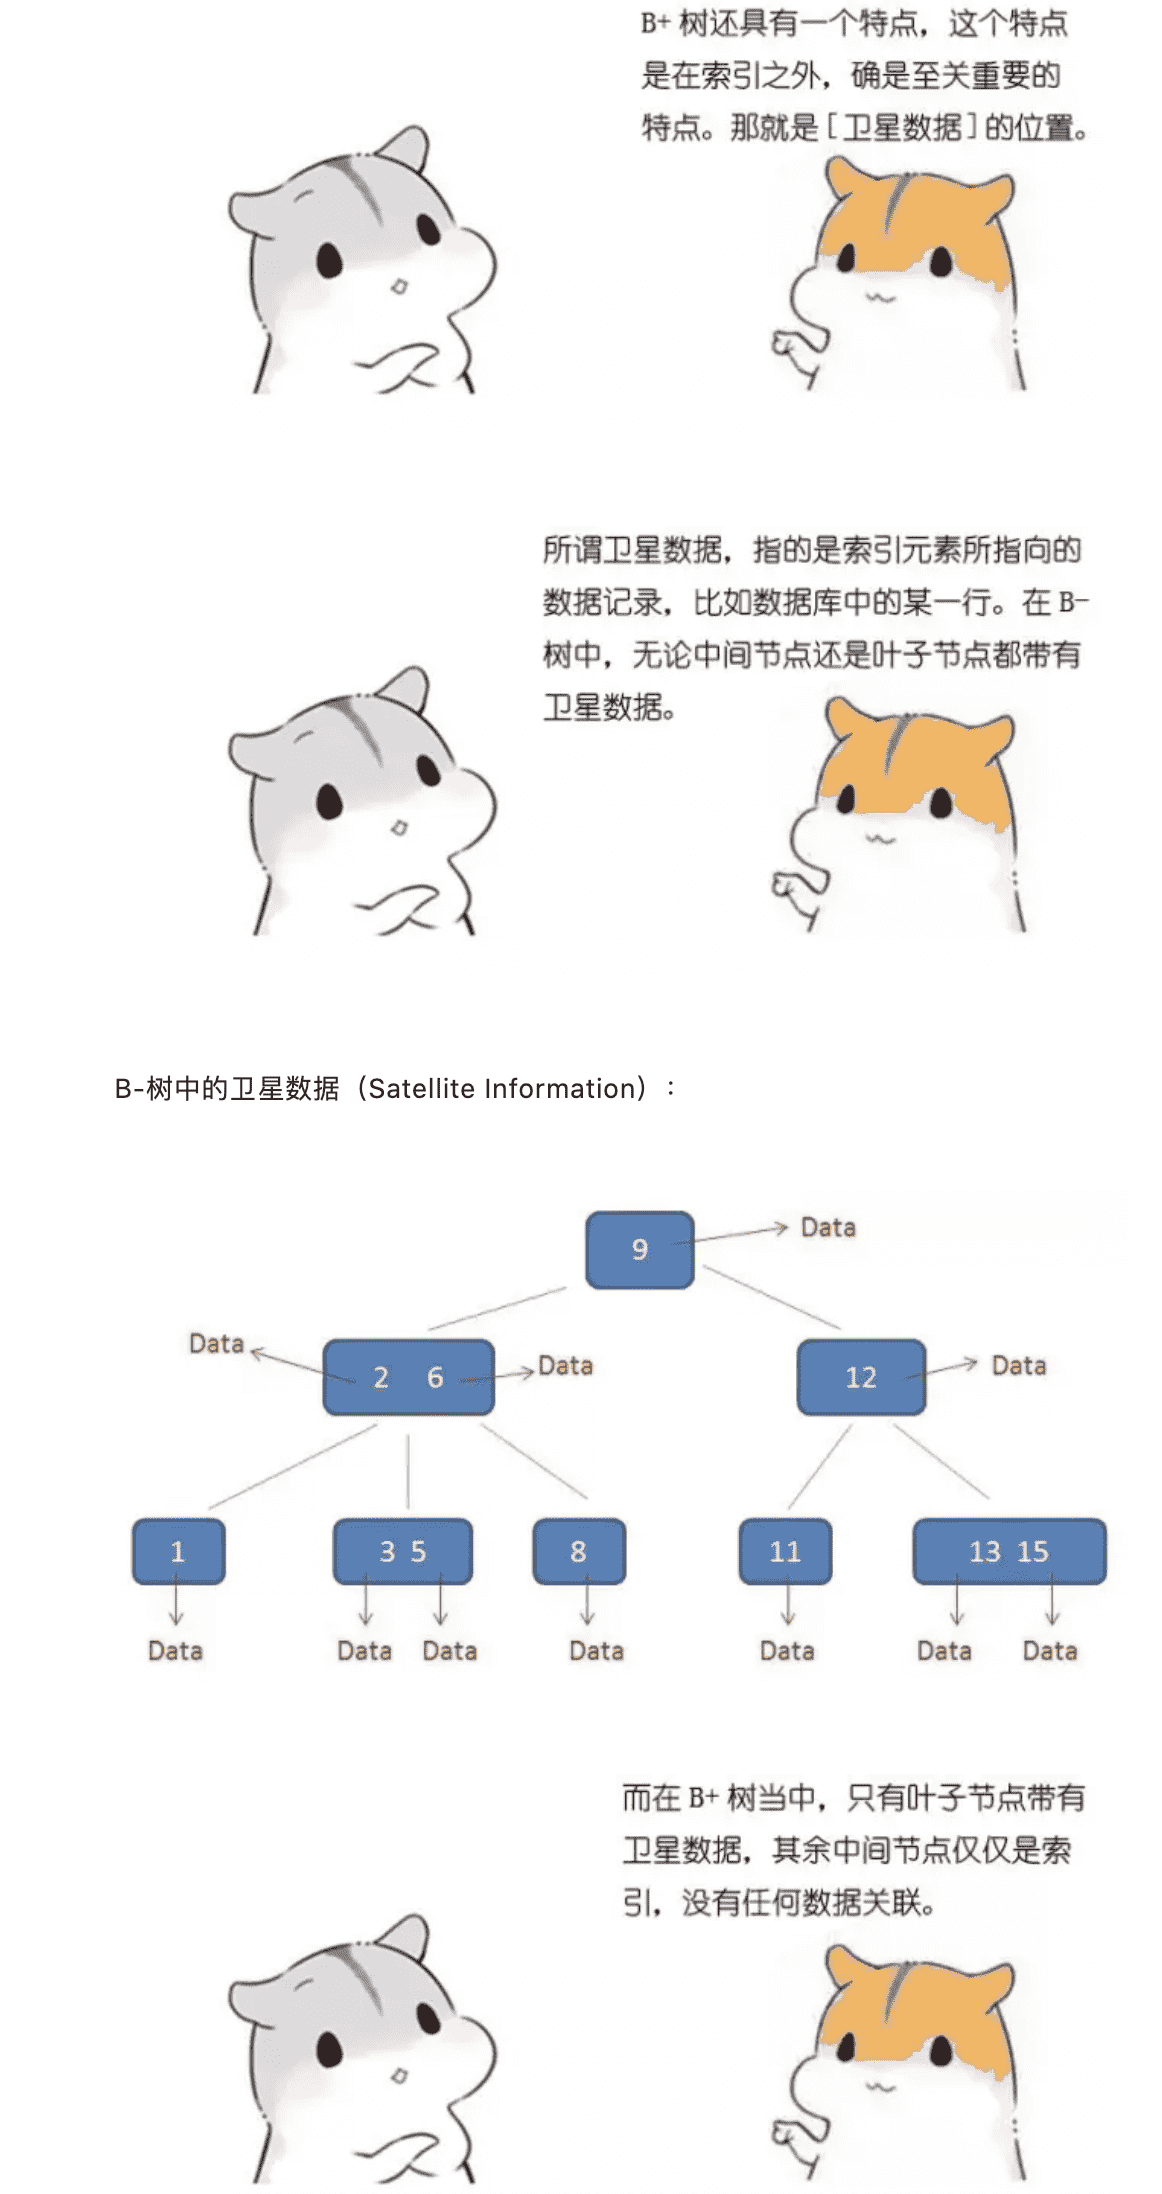 B+ 树还具有一个特点，这个特点
是在索引之外，确是至关重要的
特点。那就是[卫星数据]的位置。
所谓卫星数据，指的是索引元素所指向的
数据记录，比如数据库中的某一行。在 B-
树中，无论中间节点还是叶子节点都带有
卫星数据。
B-树中的卫星数据（Satellite Information）：
9 Data
Data 2 6 Data 12 Data
1 3 5 8 11 13 15
Data Data Data Data Data Data Data
而在 B+ 树当中，只有叶子节点带有
卫星数据，其余中间节点仅仅是索
引，没有任何数据关联。